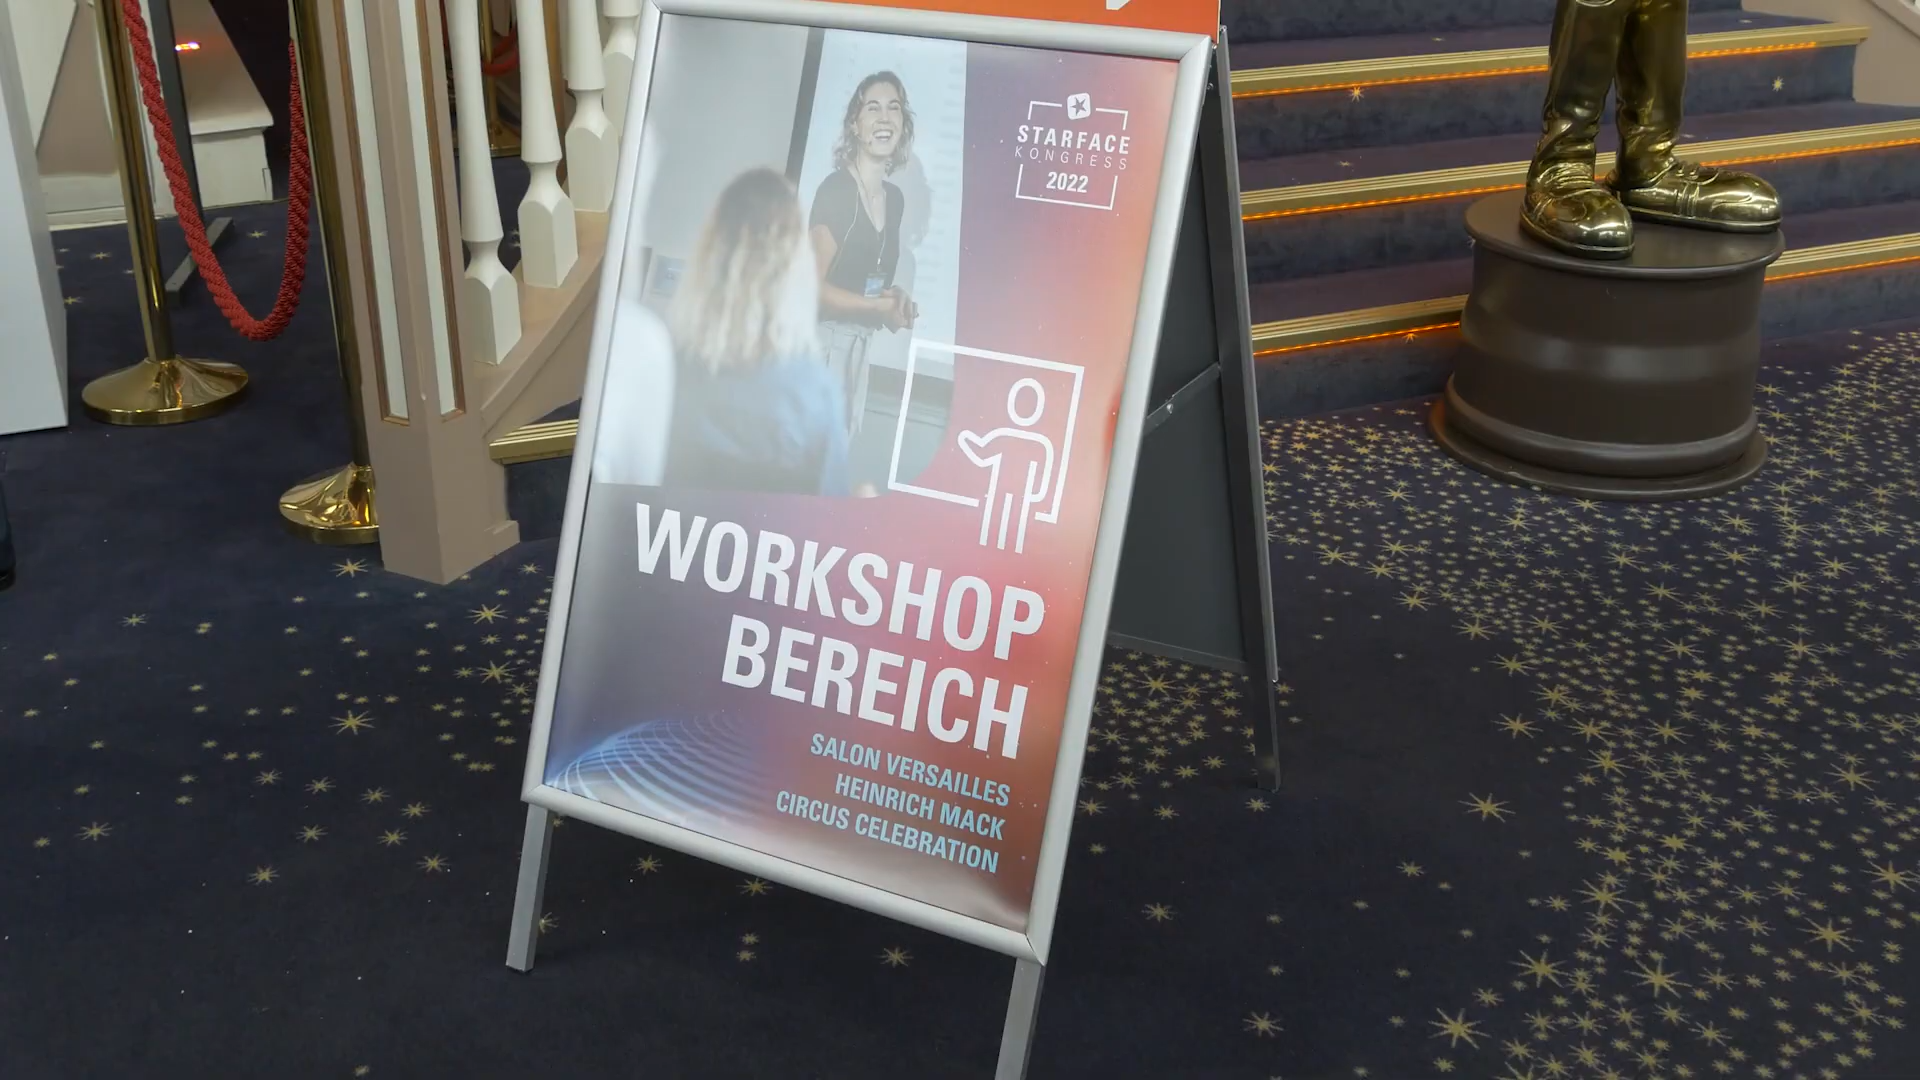 STARFACE
KONGRESS
2022
WORKSHOP
BEREICH
SALON VERSAILLES
HEINRICH MACK
CIRCUS CELEBRATION